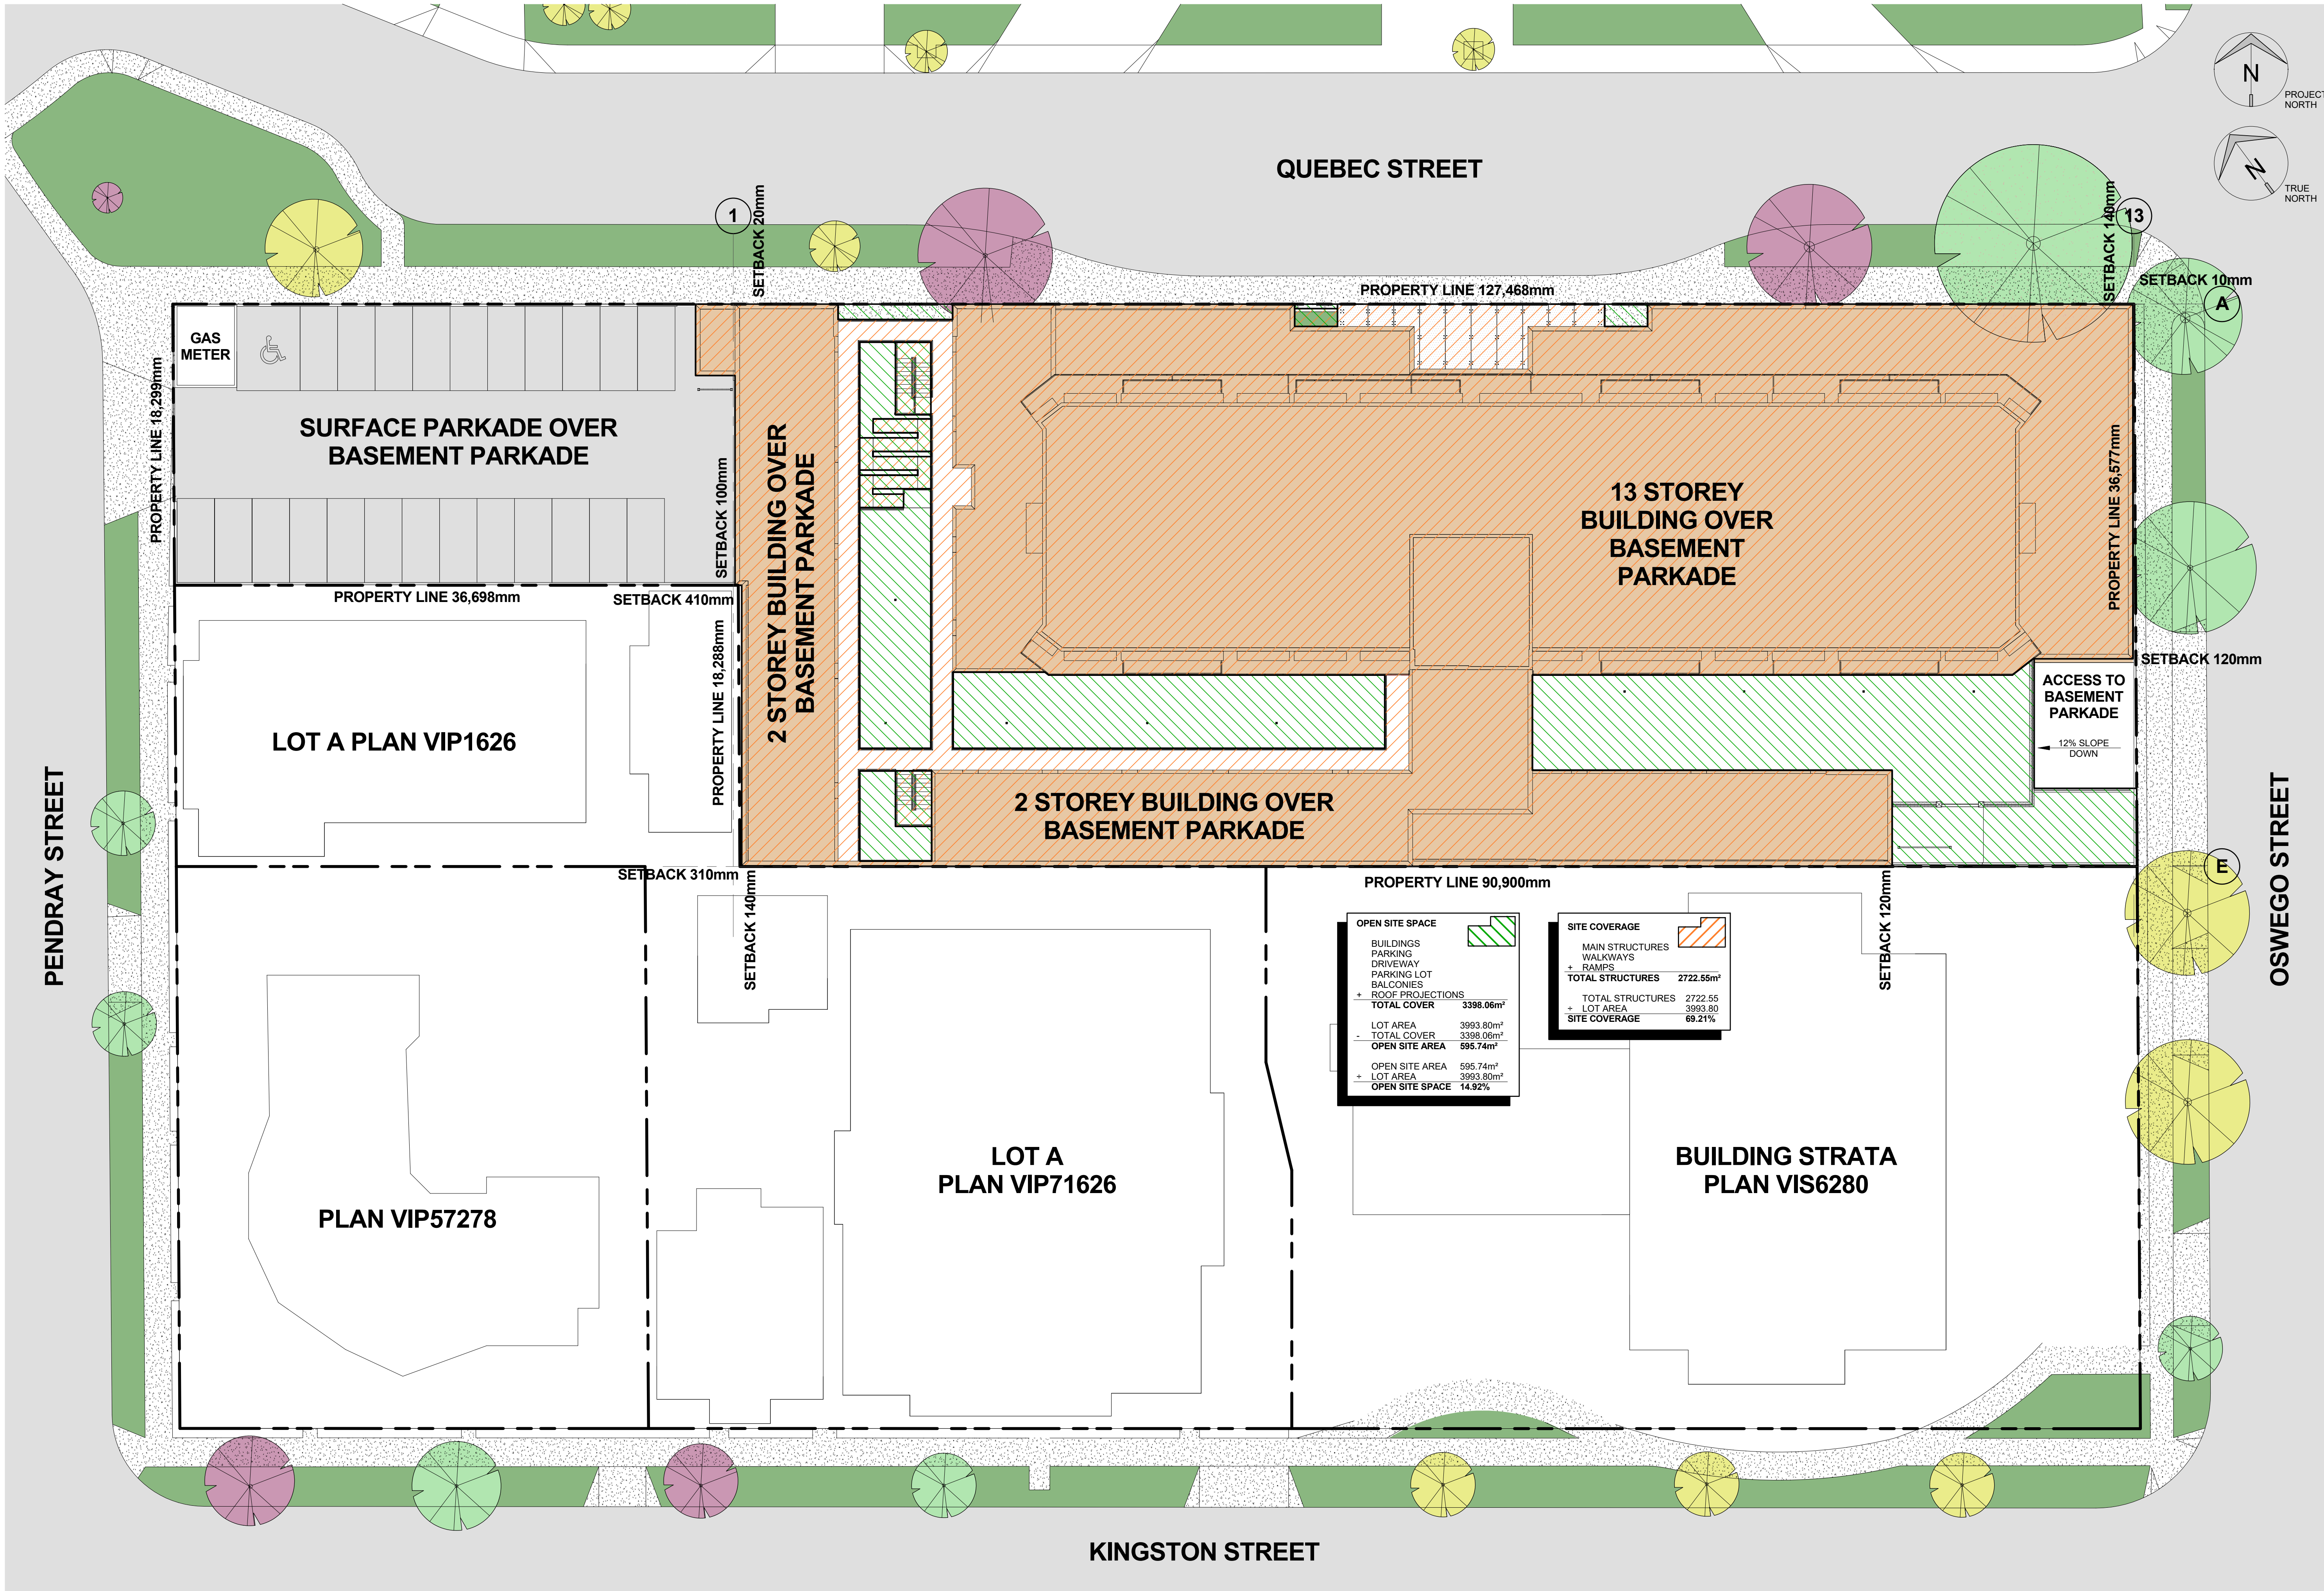 N
PROJECT
NORTH
N
TRUE
NORTH
QUEBEC STREET
1
SETBACK 20mm
SETBACK 140mm
13
SETBACK 10mm
A
PROPERTY LINE 127,468mm
GAS
METER
PROPERTY LINE 18,299mm
SURFACE PARKADE OVER
BASEMENT PARKADE
SETBACK 100mm
2 STOREY BUILDING OVER
BASEMENT PARKADE
13 STOREY
BUILDING OVER
BASEMENT
PARKADE
PROPERTY LINE 36,577mm
PROPERTY LINE 36,698mm
SETBACK 410mm
PROPERTY LINE 18,288mm
SETBACK 120mm
ACCESS TO
BASEMENT
PARKADE
12% SLOPE
DOWN
LOT A PLAN VIP1626
2 STOREY BUILDING OVER
BASEMENT PARKADE
PENDRAY STREET
OSWEGO STREET
E
SETBACK 310mm
SETBACK 140mm
PROPERTY LINE 90,900mm
SETBACK 120mm
OPEN SITE SPACE
BUILDINGS
PARKING
DRIVEWAY
PARKING LOT
BALCONIES
+ ROOF PROJECTIONS
TOTAL COVER 3398.06m²
LOT AREA 3993.80m²
- TOTAL COVER 3398.06m²
OPEN SITE AREA 595.74m²
OPEN SITE AREA 595.74m²
÷ LOT AREA 3993.80m²
OPEN SITE SPACE 14.92%
SITE COVERAGE
MAIN STRUCTURES
WALKWAYS
+ RAMPS
TOTAL STRUCTURES 2722.55m²
TOTAL STRUCTURES 2722.55
÷ LOT AREA 3993.80
SITE COVERAGE 69.21%
PLAN VIP57278
LOT A
PLAN VIP71626
BUILDING STRATA
PLAN VIS6280
KINGSTON STREET